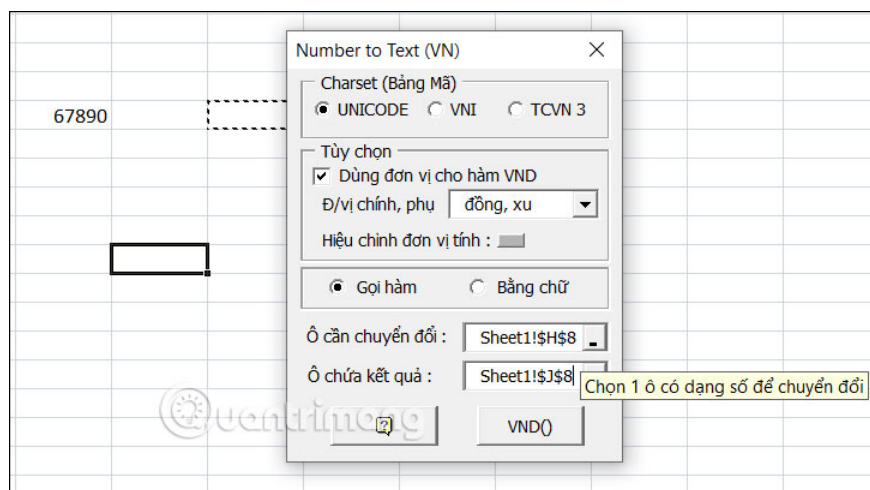 Number to Text (VN)
Charset (Bảng Mã)
UNICODE VNI TCVN 3
67890
Tùy chọn
Dùng đơn vị cho hàm VND
Đ/vị chính, phụ đồng, xu
Hiệu chỉnh đơn vị tính :
Gọi hàm Bằng chữ
Ô cần chuyển đổi : Sheet1!$H$8
Ô chứa kết quả : Sheet1!$J$8
Chọn 1 ô có dạng số để chuyển đổi
Quantrimang
? VND()